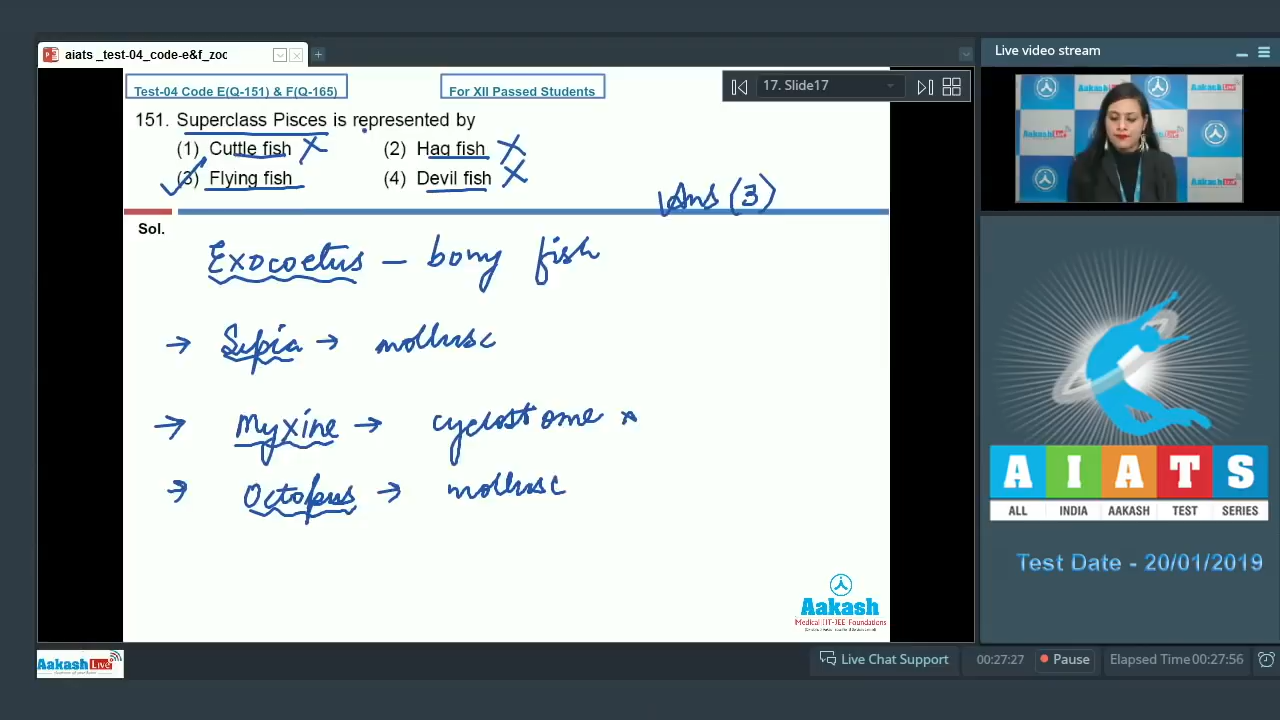 aiats _test-04_code-e&f_zoc
Live video stream
Test-04 Code E(Q-151) & F(Q-165)
For XII Passed Students
17. Slide17
151. Superclass Pisces is represented by
(1) Cuttle fish
(2) Hag fish
(3) Flying fish
(4) Devil fish
Ans (3)
Sol.
Exocoetus – bony fish
→ Sepia → mollusc
→ Myxine → cyclostome
→ Octopus → mollusc
Aakash
Medical|IIT-JEE|Foundations
AakashLive
A I A T S
ALL INDIA AAKASH TEST SERIES
Test Date - 20/01/2019
Live Chat Support
00:27:27
Pause
Elapsed Time 00:27:56